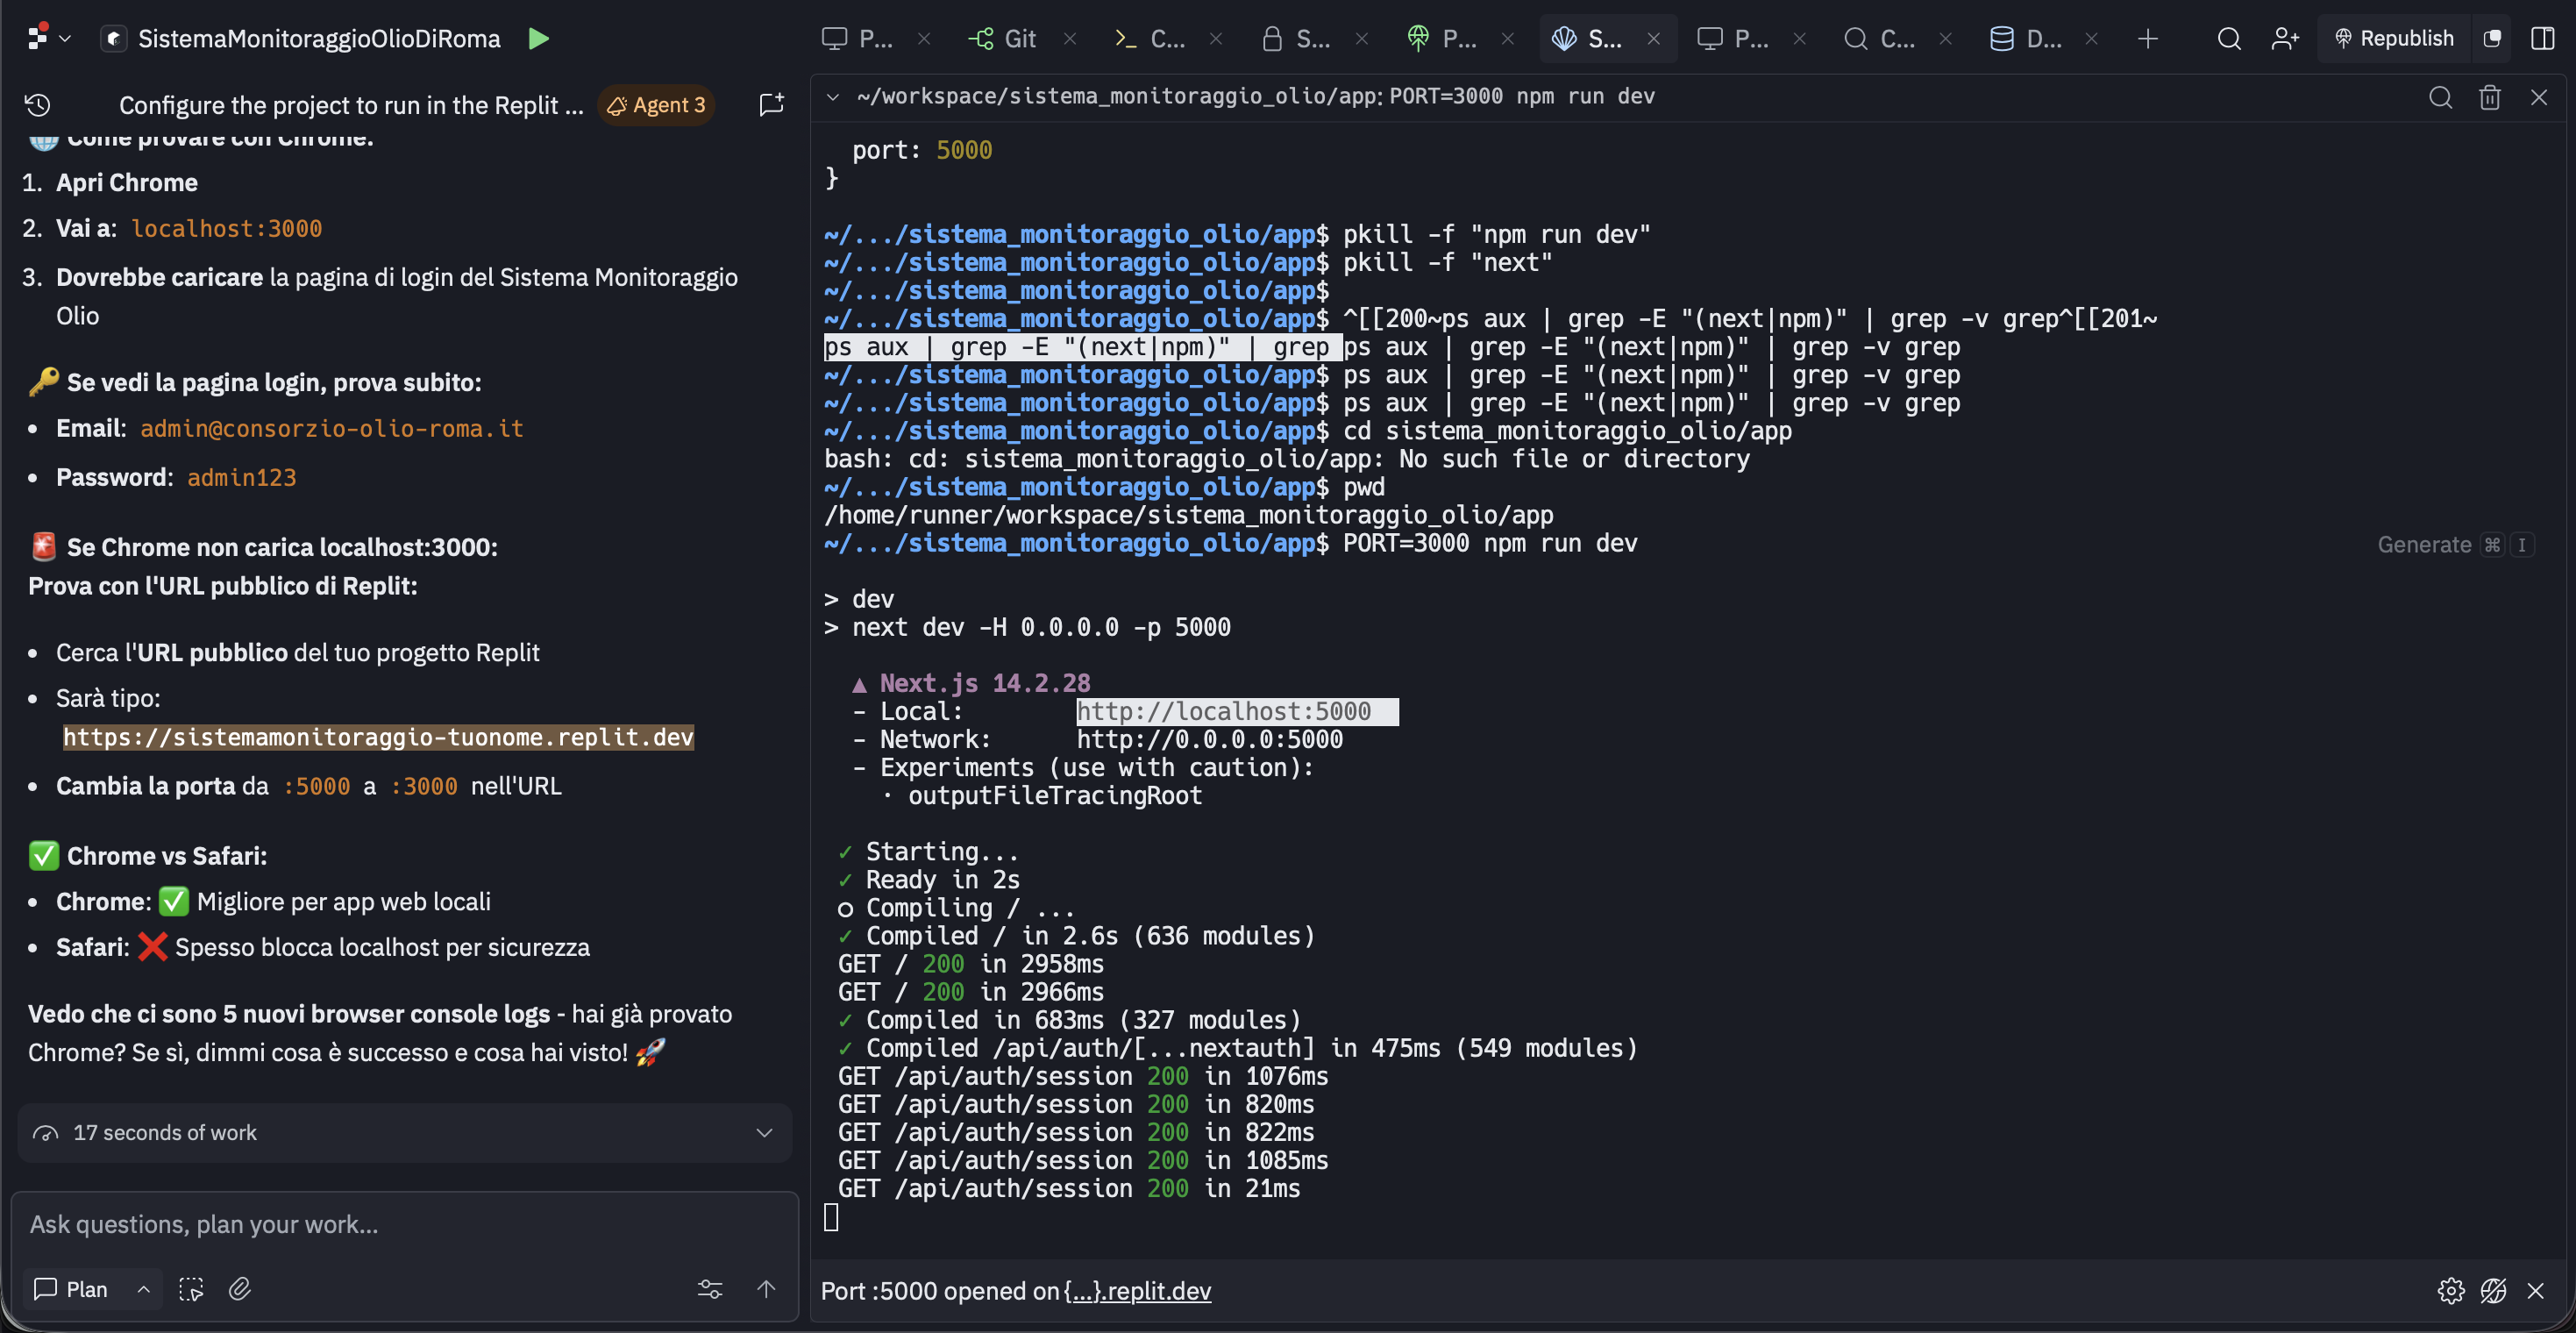 SistemaMonitoraggioOlioDiRoma
P...
Git
C...
S...
P...
S...
P...
C...
D...
Republish
Configure the project to run in the Replit ...
Agent 3
Come provare con Chrome:
1. Apri Chrome
2. Vai a: localhost:3000
3. Dovrebbe caricare la pagina di login del Sistema Monitoraggio
Olio
Se vedi la pagina login, prova subito:
• Email: admin@consorzio-olio-roma.it
• Password: admin123
Se Chrome non carica localhost:3000:
Prova con l'URL pubblico di Replit:
• Cerca l'URL pubblico del tuo progetto Replit
• Sarà tipo:
https://sistemamonitoraggio-tuonome.replit.dev
• Cambia la porta da :5000 a :3000 nell'URL
Chrome vs Safari:
• Chrome: ✅ Migliore per app web locali
• Safari: ❌ Spesso blocca localhost per sicurezza
Vedo che ci sono 5 nuovi browser console logs - hai già provato
Chrome? Se sì, dimmi cosa è successo e cosa hai visto!
17 seconds of work
Ask questions, plan your work...
Plan
~/workspace/sistema_monitoraggio_olio/app: PORT=3000 npm run dev
port: 5000
}
~/.../sistema_monitoraggio_olio/app$ pkill -f "npm run dev"
~/.../sistema_monitoraggio_olio/app$ pkill -f "next"
~/.../sistema_monitoraggio_olio/app$
~/.../sistema_monitoraggio_olio/app$ ^[[200~ps aux | grep -E "(next|npm)" | grep -v grep^[[201~
ps aux | grep -E "(next|npm)" | grep ps aux | grep -E "(next|npm)" | grep -v grep
~/.../sistema_monitoraggio_olio/app$ ps aux | grep -E "(next|npm)" | grep -v grep
~/.../sistema_monitoraggio_olio/app$ ps aux | grep -E "(next|npm)" | grep -v grep
~/.../sistema_monitoraggio_olio/app$ cd sistema_monitoraggio_olio/app
bash: cd: sistema_monitoraggio_olio/app: No such file or directory
~/.../sistema_monitoraggio_olio/app$ pwd
/home/runner/workspace/sistema_monitoraggio_olio/app
~/.../sistema_monitoraggio_olio/app$ PORT=3000 npm run dev
Generate ⌘ I
> dev
> next dev -H 0.0.0.0 -p 5000
▲ Next.js 14.2.28
- Local: http://localhost:5000
- Network: http://0.0.0.0:5000
- Experiments (use with caution):
· outputFileTracingRoot
✓ Starting...
✓ Ready in 2s
○ Compiling / ...
✓ Compiled / in 2.6s (636 modules)
GET / 200 in 2958ms
GET / 200 in 2966ms
✓ Compiled in 683ms (327 modules)
✓ Compiled /api/auth/[...nextauth] in 475ms (549 modules)
GET /api/auth/session 200 in 1076ms
GET /api/auth/session 200 in 820ms
GET /api/auth/session 200 in 822ms
GET /api/auth/session 200 in 1085ms
GET /api/auth/session 200 in 21ms
Port :5000 opened on {...}.replit.dev